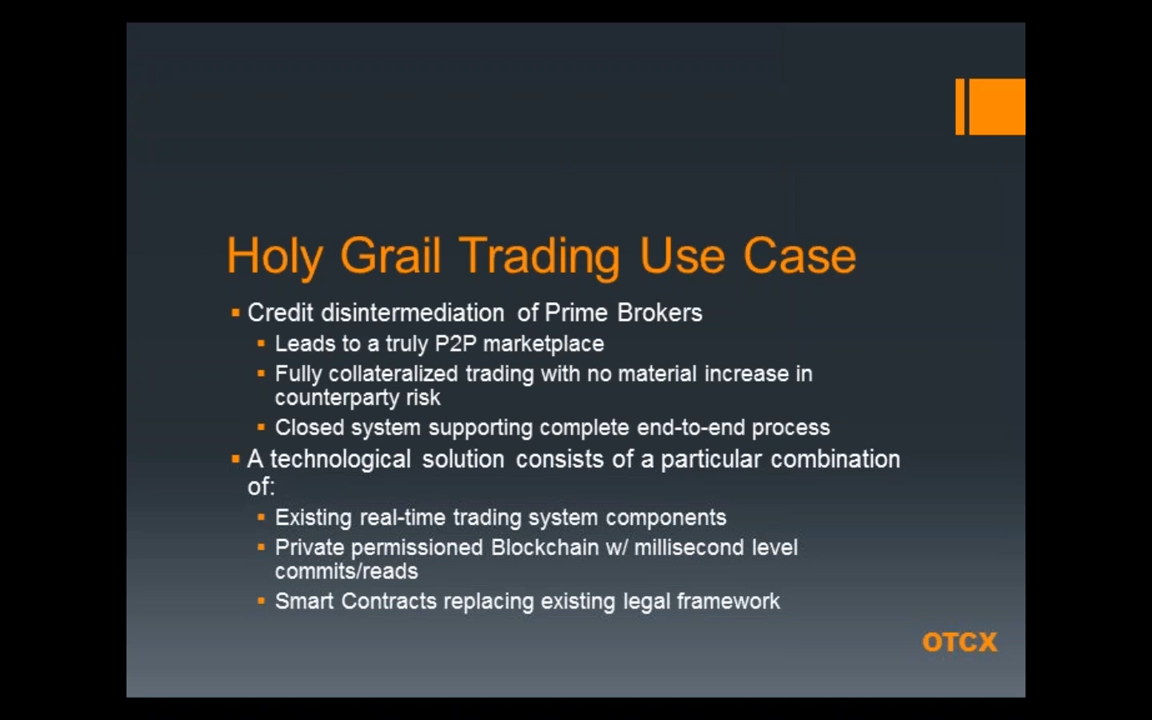 Holy Grail Trading Use Case
Credit disintermediation of Prime Brokers
Leads to a truly P2P marketplace
Fully collateralized trading with no material increase in
counterparty risk
Closed system supporting complete end-to-end process
A technological solution consists of a particular combination
of:
Existing real-time trading system components
Private permissioned Blockchain w/ millisecond level
commits/reads
Smart Contracts replacing existing legal framework
OTCX